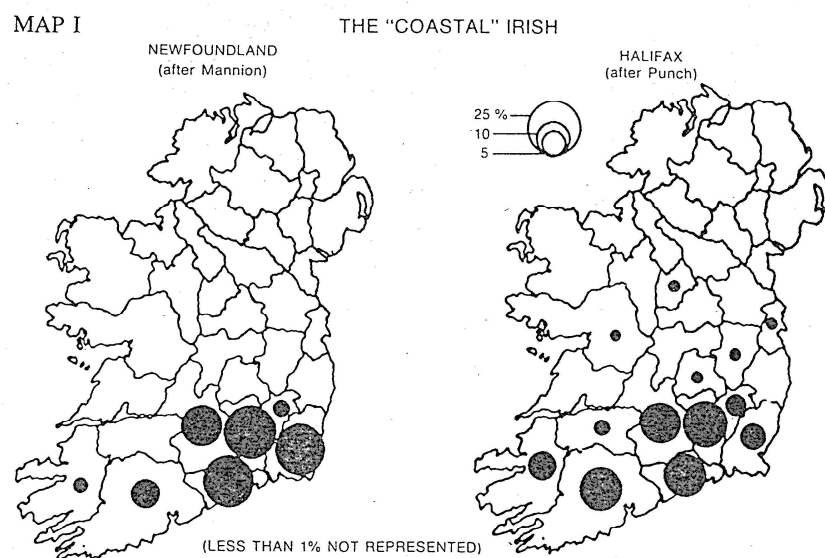 MAP I
THE "COASTAL" IRISH
NEWFOUNDLAND
(after Mannion)
HALIFAX
(after Punch)
25 %
10
5
(LESS THAN 1% NOT REPRESENTED)